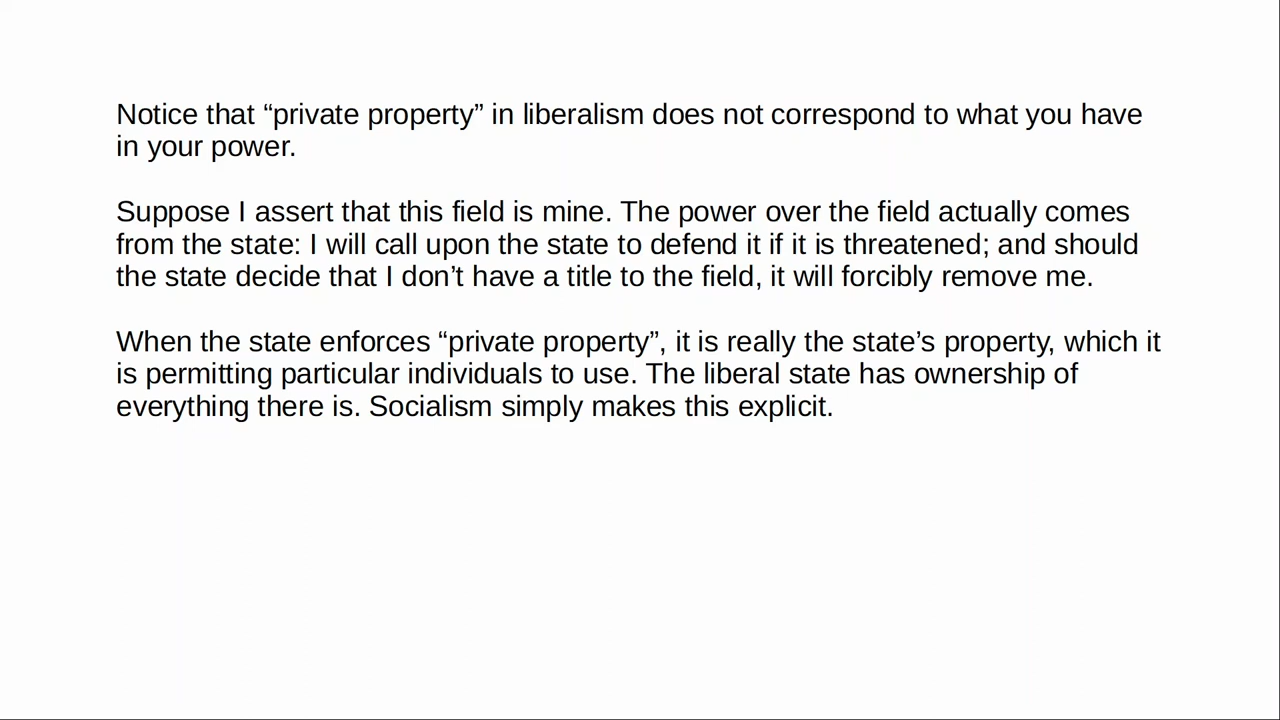 Notice that “private property” in liberalism does not correspond to what you have
in your power.
Suppose I assert that this field is mine. The power over the field actually comes
from the state: I will call upon the state to defend it if it is threatened; and should
the state decide that I don’t have a title to the field, it will forcibly remove me.
When the state enforces “private property”, it is really the state’s property, which it
is permitting particular individuals to use. The liberal state has ownership of
everything there is. Socialism simply makes this explicit.